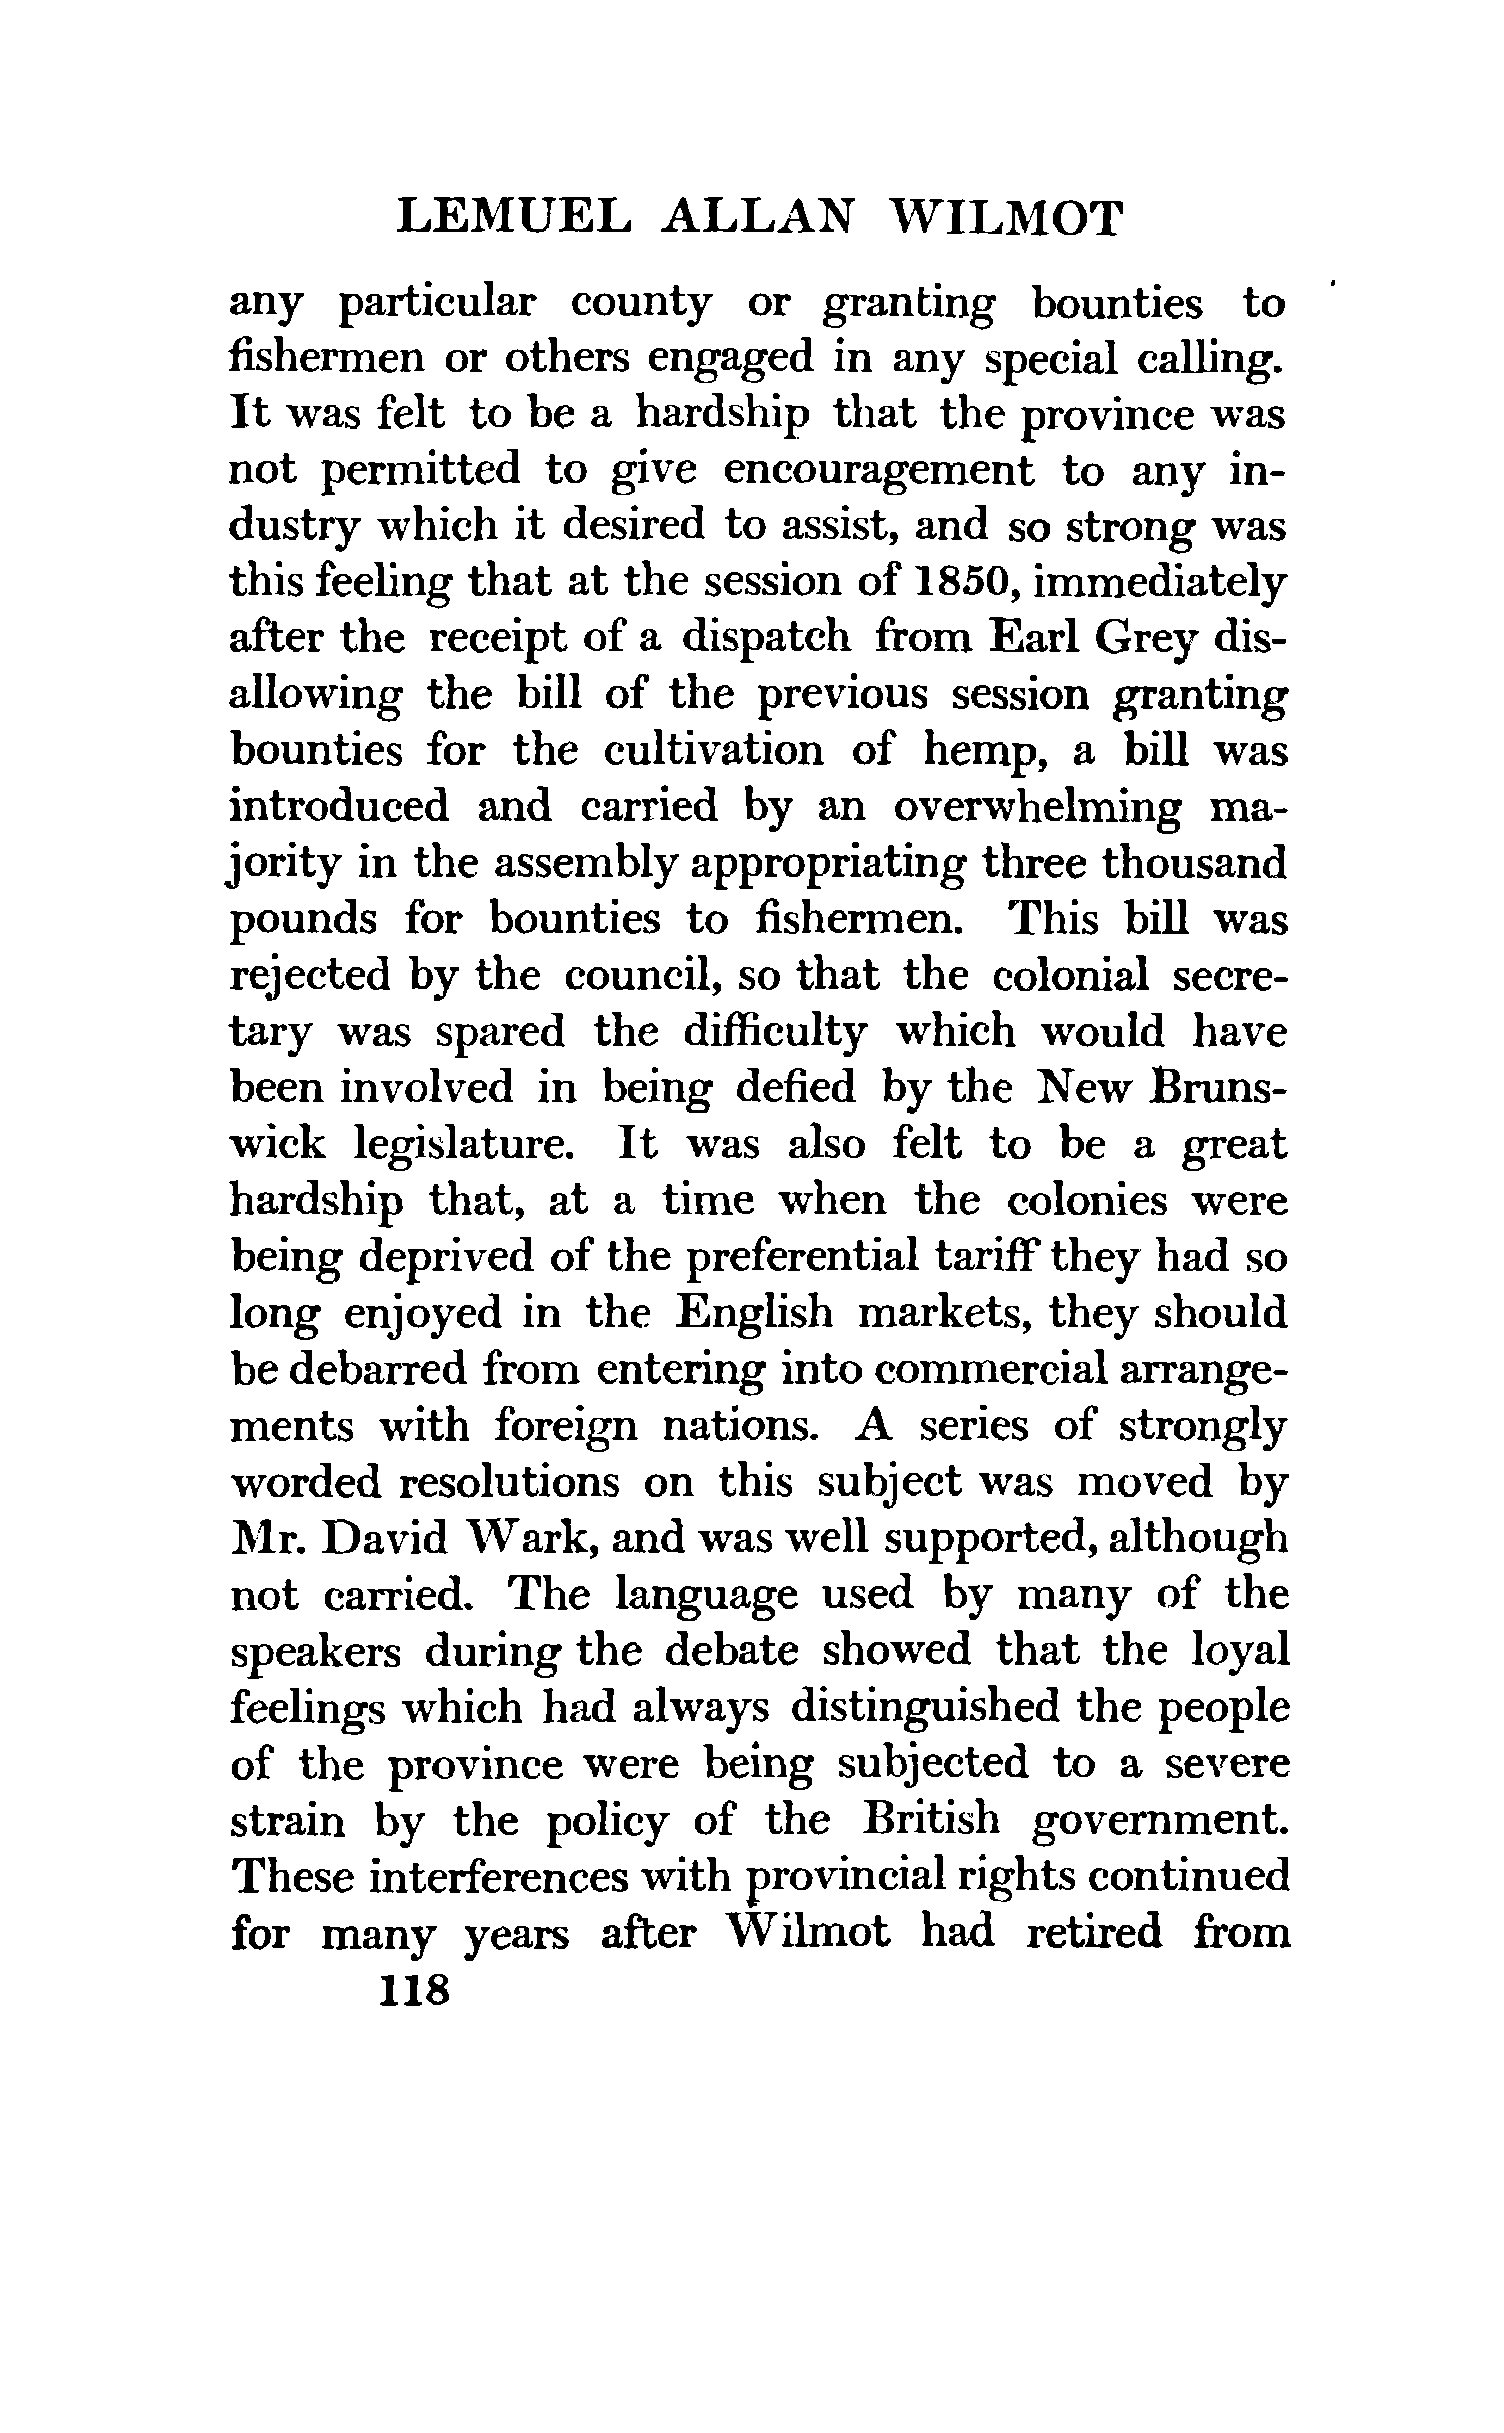 LEMUEL ALLAN WILMOT
any particular county or granting bounties to
fishermen or others engaged in any special calling.
It was felt to be a hardship that the province was
not permitted to give encouragement to any in-
dustry which it desired to assist, and so strong was
this feeling that at the session of 1850, immediately
after the receipt of a dispatch from Earl Grey dis-
allowing the bill of the previous session granting
bounties for the cultivation of hemp, a bill was
introduced and carried by an overwhelming ma-
jority in the assembly appropriating three thousand
pounds for bounties to fishermen. This bill was
rejected by the council, so that the colonial secre-
tary was spared the difficulty which would have
been involved in being defied by the New Bruns-
wick legislature. It was also felt to be a great
hardship that, at a time when the colonies were
being deprived of the preferential tariff they had so
long enjoyed in the English markets, they should
be debarred from entering into commercial arrange-
ments with foreign nations. A series of strongly
worded resolutions on this subject was moved by
Mr. David Wark, and was well supported, although
not carried. The language used by many of the
speakers during the debate showed that the loyal
feelings which had always distinguished the people
of the province were being subjected to a severe
strain by the policy of the British government.
These interferences with provincial rights continued
for many years after Wilmot had retired from
118